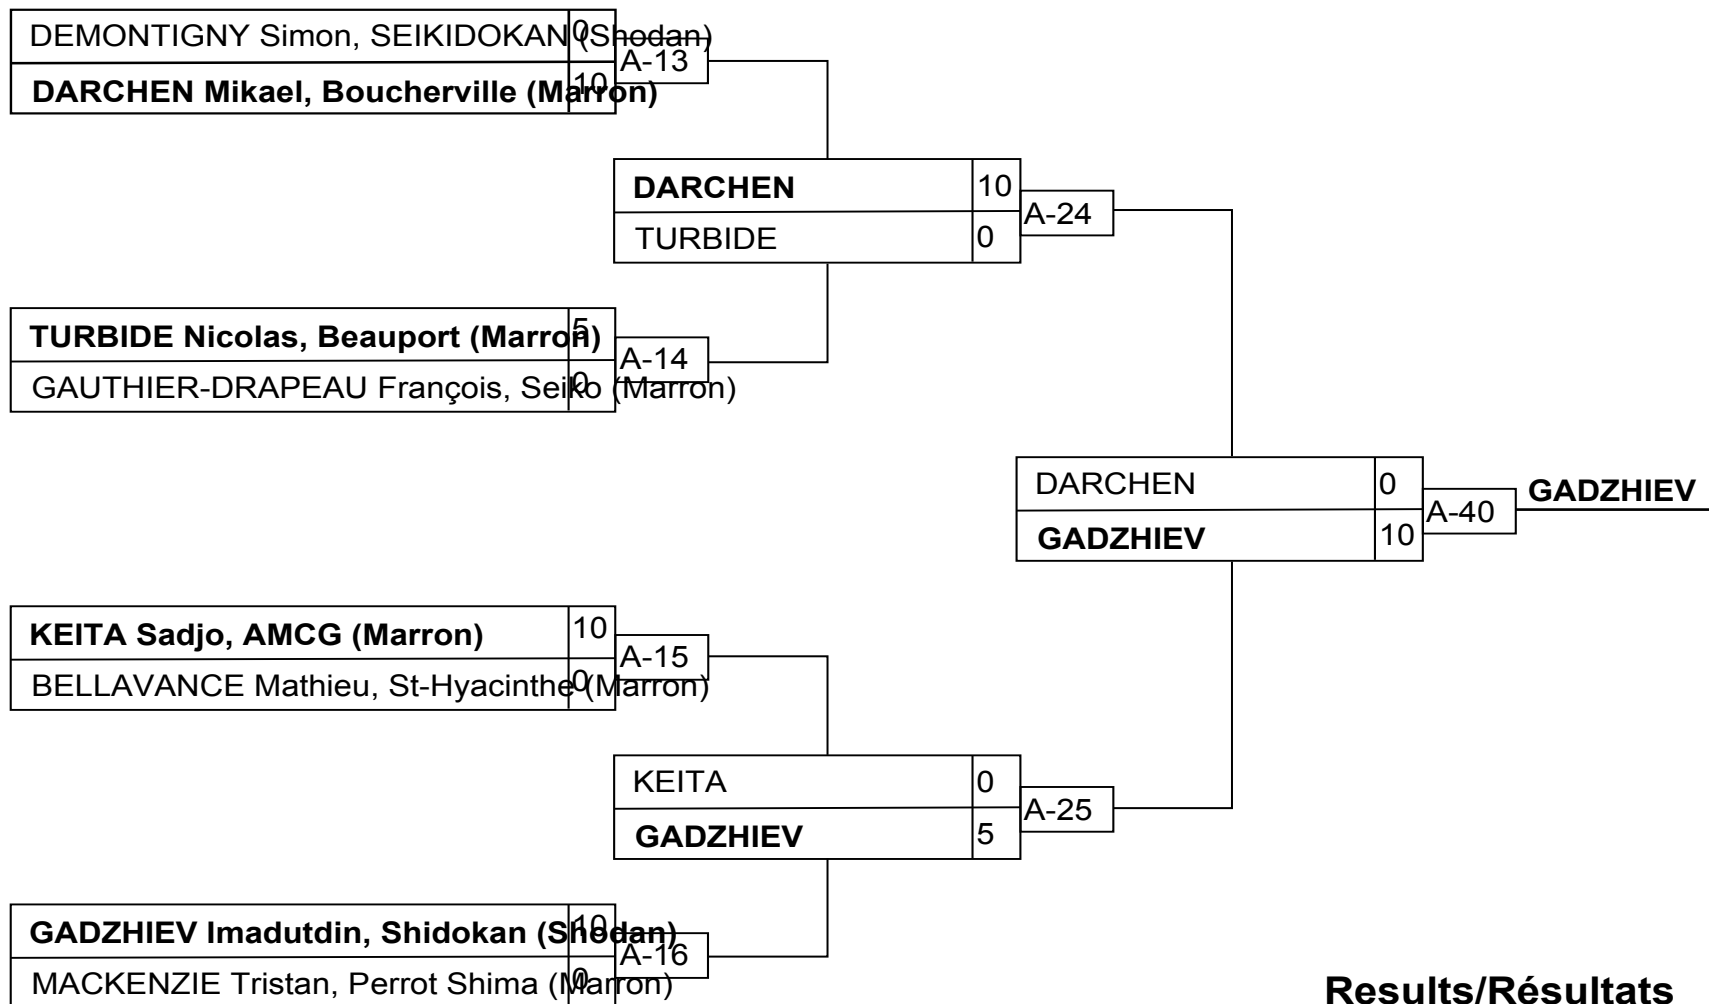 DEMONTIGNY Simon, SEIKIDOKAN (Shodan) 0
A-13
DARCHEN Mikael, Boucherville (Marron) 10
DARCHEN 10
A-24
TURBIDE 0
TURBIDE Nicolas, Beauport (Marron) 5
A-14
GAUTHIER-DRAPEAU François, Seiko (Marron) 0
DARCHEN 0
GADZHIEV
A-40
GADZHIEV 10
KEITA Sadjo, AMCG (Marron) 10
A-15
BELLAVANCE Mathieu, St-Hyacinthe (Marron) 0
KEITA 0
A-25
GADZHIEV 5
GADZHIEV Imadutdin, Shidokan (Shodan) 10
A-16
MACKENZIE Tristan, Perrot Shima (Marron) 0
Results/Résultats